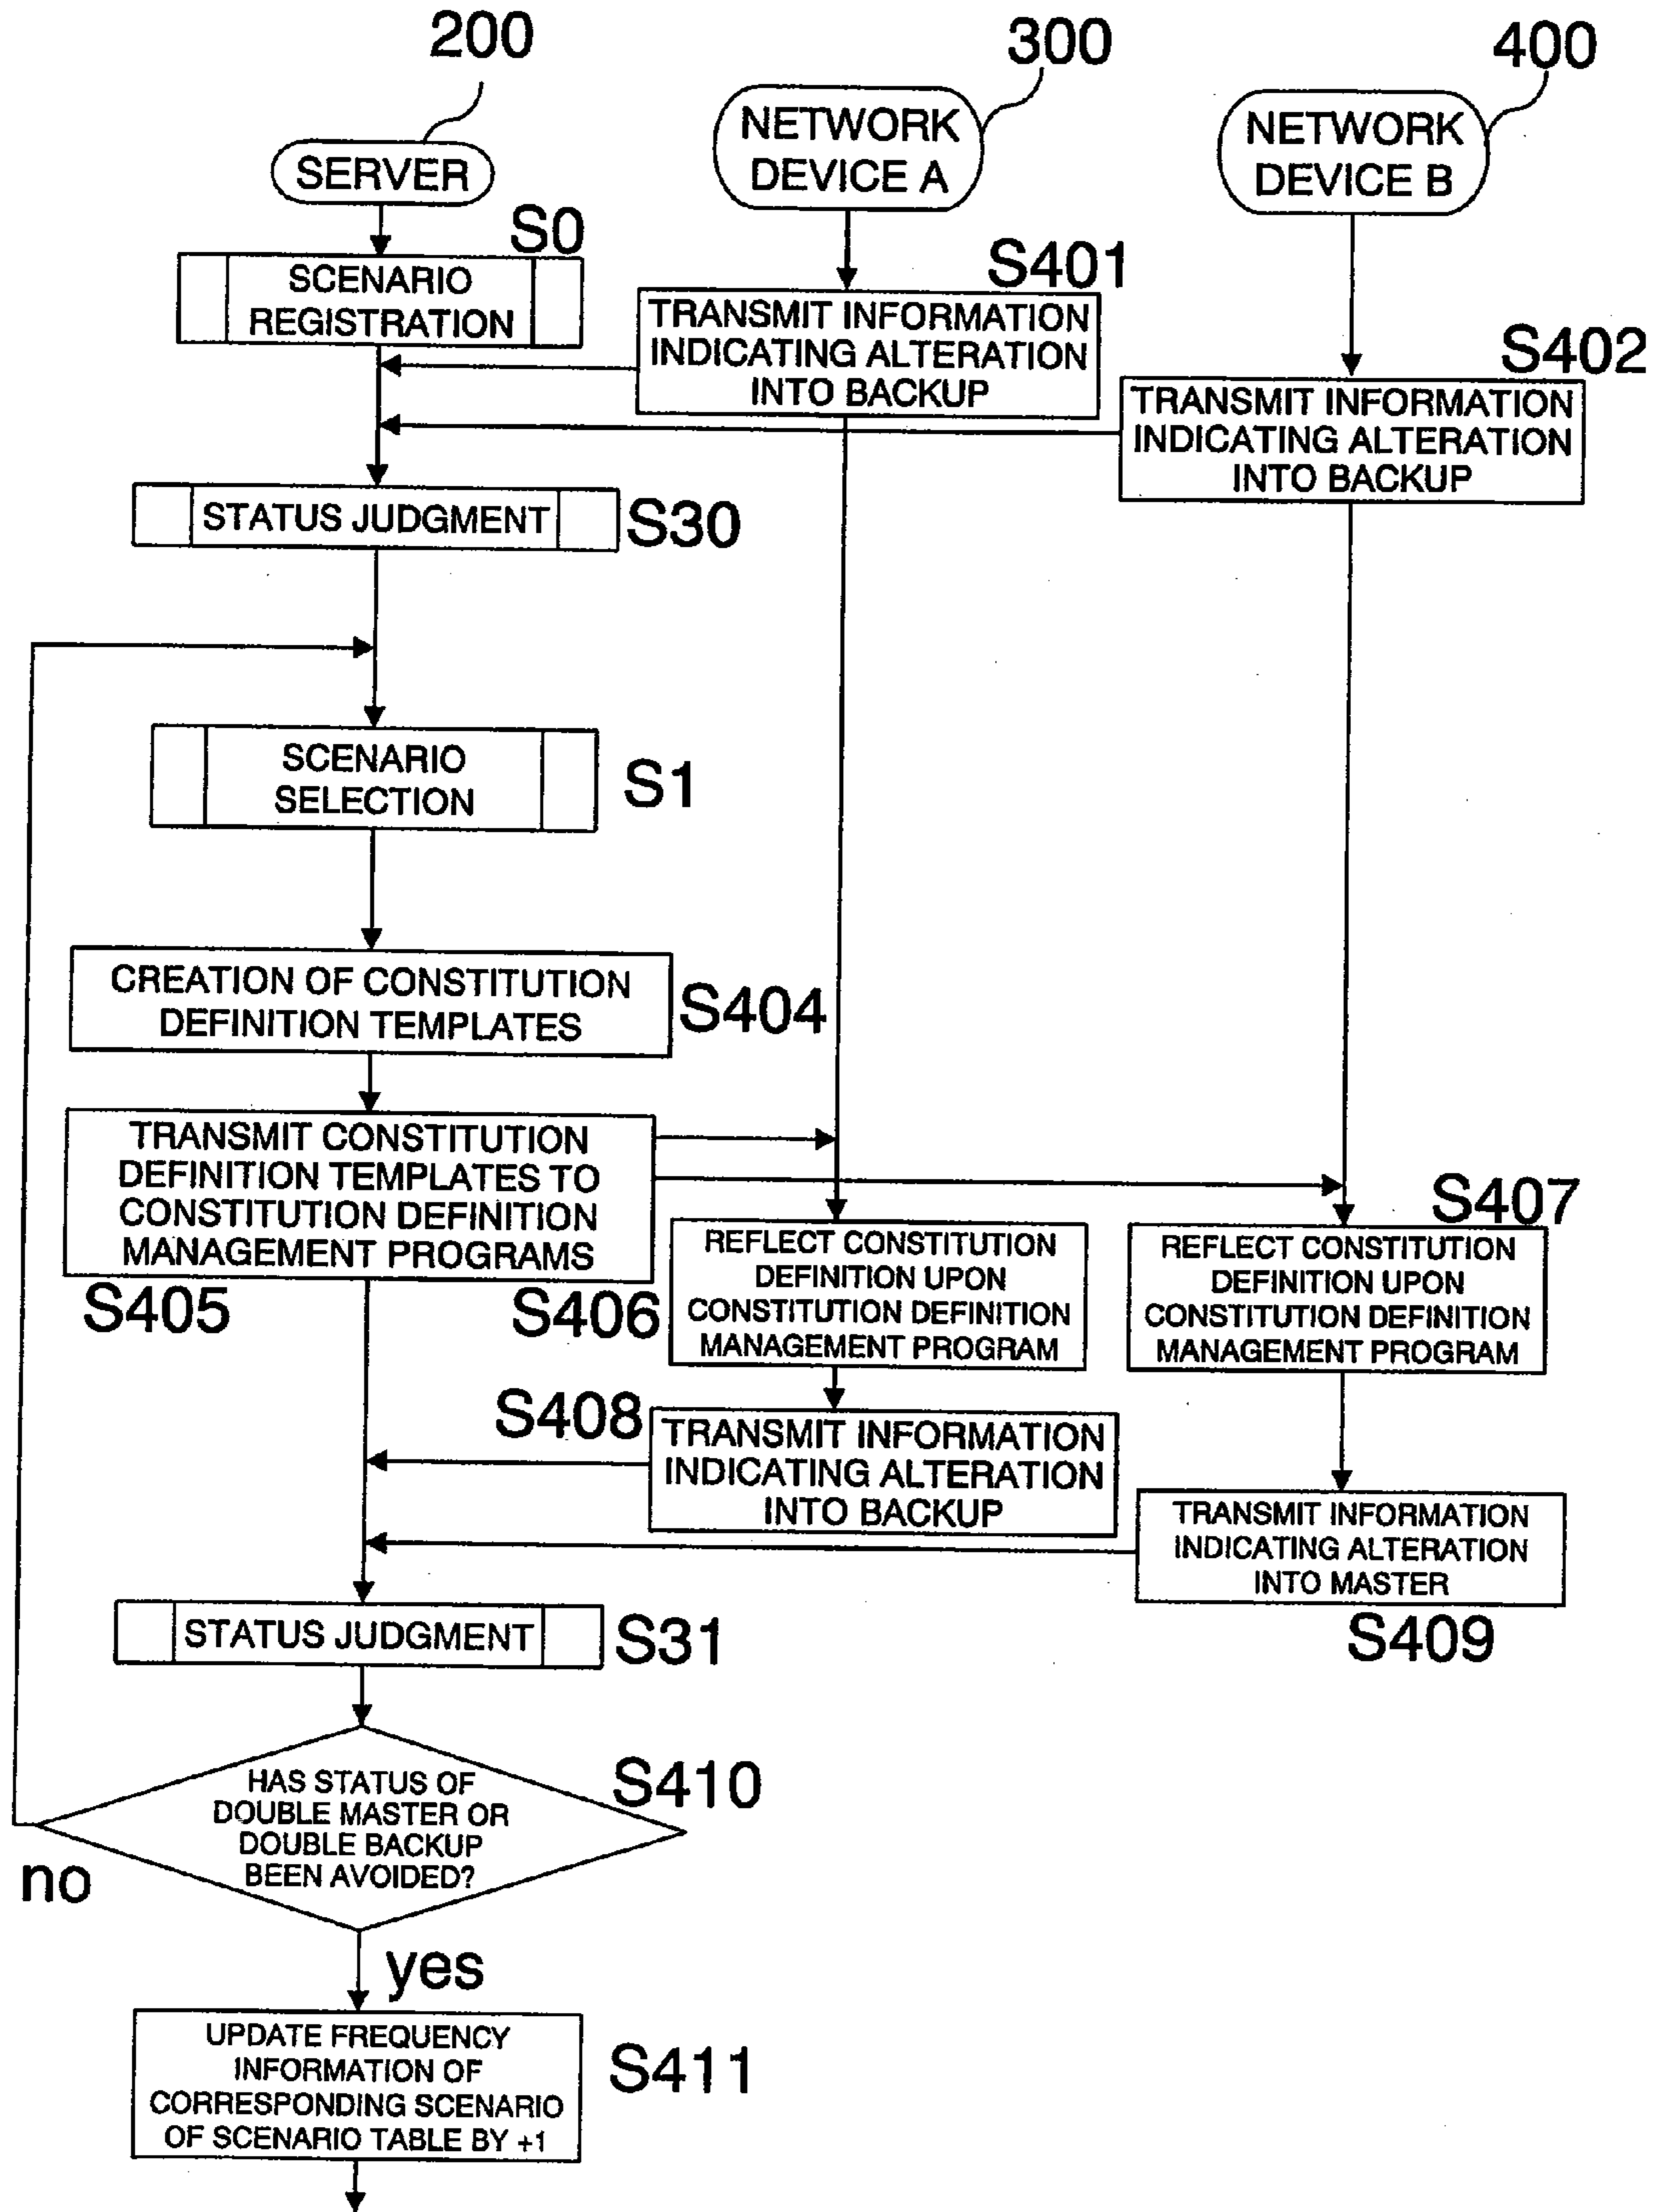 200
300
400
SERVER
NETWORK
DEVICE A
NETWORK
DEVICE B
S0
SCENARIO
REGISTRATION
S401
TRANSMIT INFORMATION
INDICATING ALTERATION
INTO BACKUP
S402
TRANSMIT INFORMATION
INDICATING ALTERATION
INTO BACKUP
STATUS JUDGMENT
S30
SCENARIO
SELECTION
S1
CREATION OF CONSTITUTION
DEFINITION TEMPLATES
S404
TRANSMIT CONSTITUTION
DEFINITION TEMPLATES TO
CONSTITUTION DEFINITION
MANAGEMENT PROGRAMS
S405
S406
REFLECT CONSTITUTION
DEFINITION UPON
CONSTITUTION DEFINITION
MANAGEMENT PROGRAM
S407
REFLECT CONSTITUTION
DEFINITION UPON
CONSTITUTION DEFINITION
MANAGEMENT PROGRAM
S408
TRANSMIT INFORMATION
INDICATING ALTERATION
INTO BACKUP
TRANSMIT INFORMATION
INDICATING ALTERATION
INTO MASTER
S409
STATUS JUDGMENT
S31
HAS STATUS OF
DOUBLE MASTER OR
DOUBLE BACKUP
BEEN AVOIDED?
S410
no
yes
UPDATE FREQUENCY
INFORMATION OF
CORRESPONDING SCENARIO
OF SCENARIO TABLE BY +1
S411